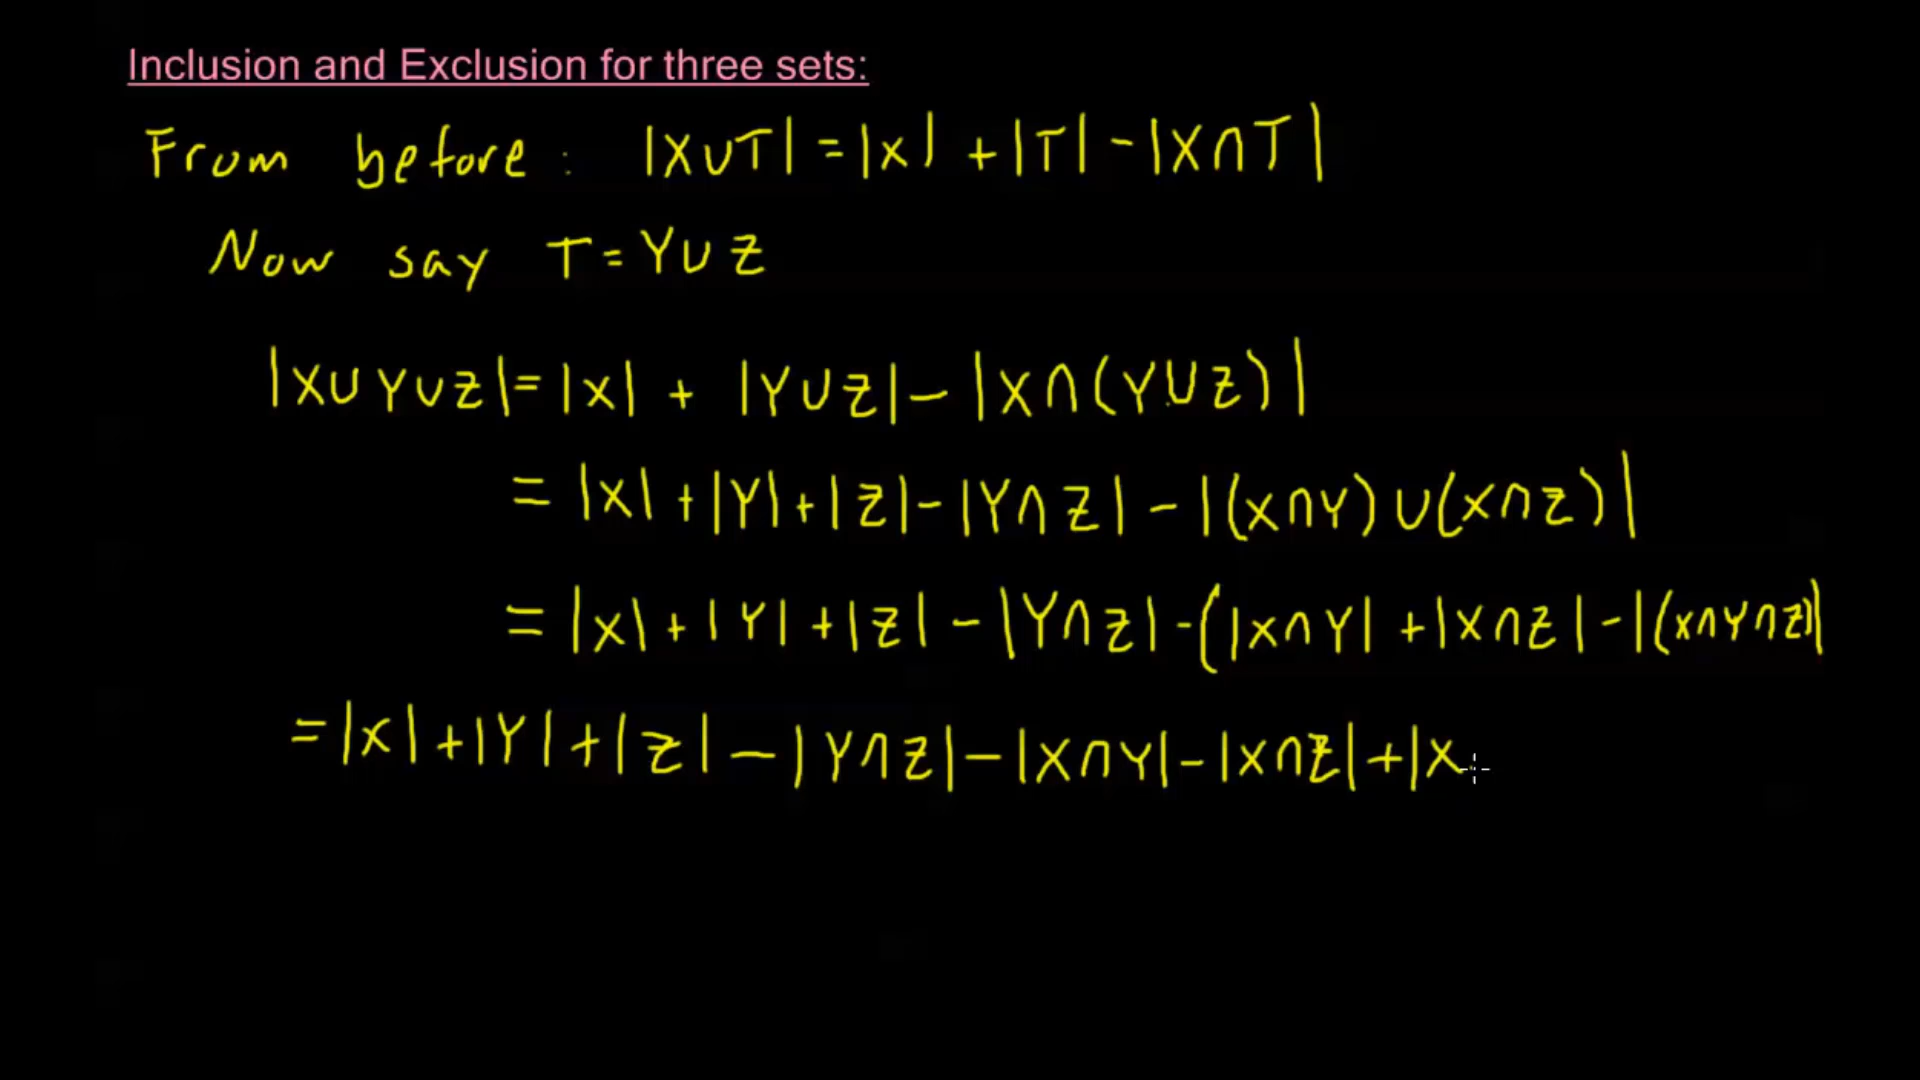 Inclusion and Exclusion for three sets:
From before: |X∪T| = |X| + |T| - |X∩T|
Now say T = Y∪Z
|X∪Y∪Z| = |X| + |Y∪Z| - |X∩(Y∪Z)|
= |X| + |Y| + |Z| - |Y∩Z| - |(X∩Y)∪(X∩Z)|
= |X| + |Y| + |Z| - |Y∩Z| - (|X∩Y| + |X∩Z| - |(X∩Y∩Z)|
= |X| + |Y| + |Z| - |Y∩Z| - |X∩Y| - |X∩Z| + |X